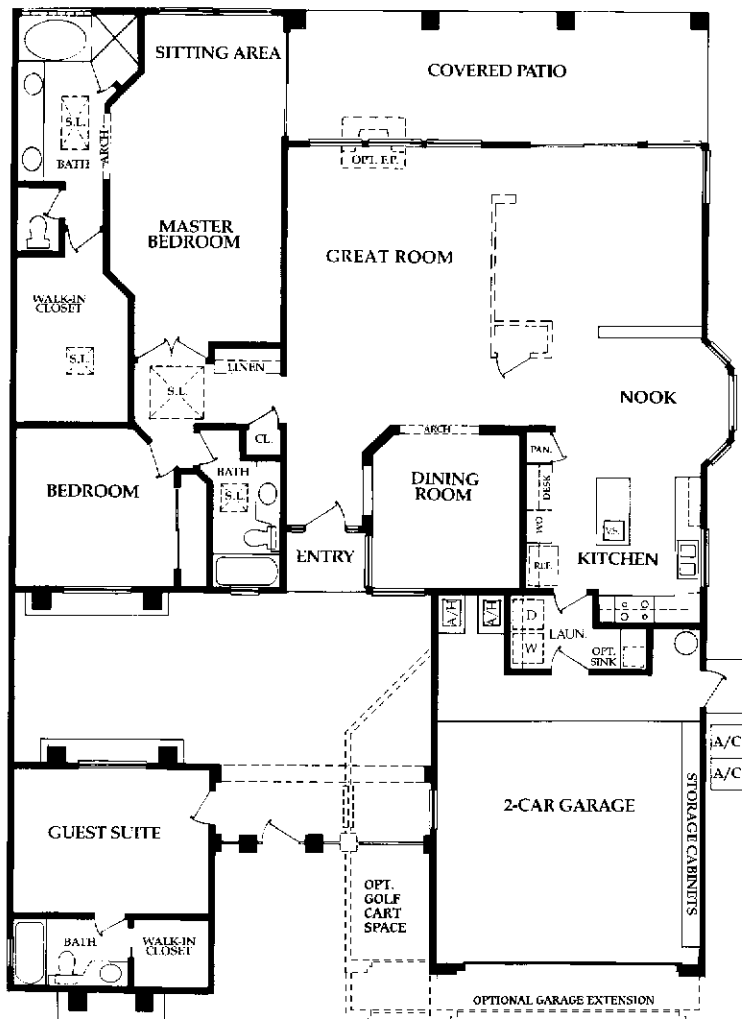 SITTING AREA
COVERED PATIO
S.L.
BATH
ARCH
OPT. F.P.
MASTER
BEDROOM
GREAT ROOM
WALK-IN
CLOSET
S.L.
S.L.
LINEN
NOOK
CL.
ARCH
PAN.
BATH
BEDROOM
S.L.
DINING
ROOM
DESK
V.S.
REF.
KITCHEN
ENTRY
A/H
A/H
D
W
LAUN.
OPT.
SINK
A/C
A/C
2-CAR GARAGE
STORAGE CABINETS
GUEST SUITE
OPT.
GOLF
CART
SPACE
BATH
WALK-IN
CLOSET
OPTIONAL GARAGE EXTENSION